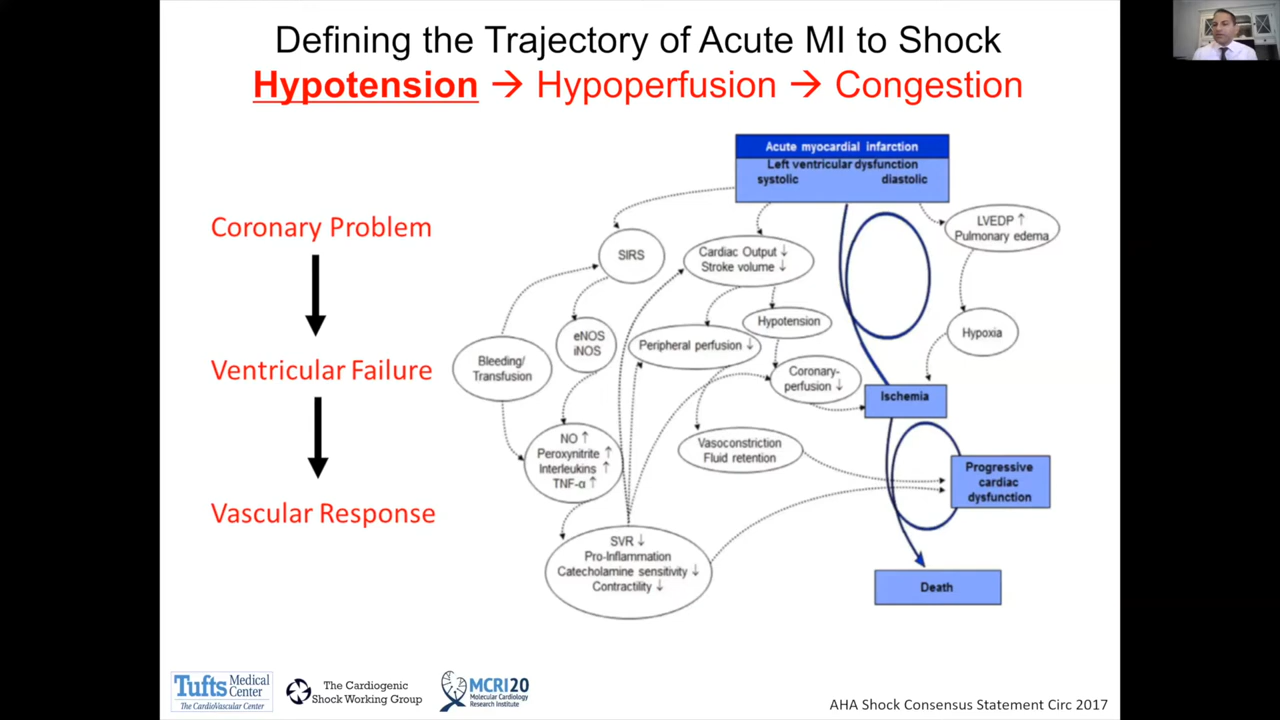 Defining the Trajectory of Acute MI to Shock
Hypotension → Hypoperfusion → Congestion
Coronary Problem
Ventricular Failure
Vascular Response
Acute myocardial infarction
Left ventricular dysfunction
systolic diastolic
LVEDP ↑
Pulmonary edema
SIRS
Cardiac Output ↓
Stroke volume ↓
Hypotension
Hypoxia
eNOS
iNOS
Peripheral perfusion ↓
Bleeding/
Transfusion
Coronary-
perfusion ↓
Ischemia
NO ↑
Peroxynitrite ↑
Interleukins ↑
TNF-α ↑
Vasoconstriction
Fluid retention
Progressive
cardiac
dysfunction
SVR ↓
Pro-Inflammation
Catecholamine sensitivity ↓
Contractility ↓
Death
Tufts Medical
Center
The CardioVascular Center
The Cardiogenic
Shock Working Group
MCRI20
Molecular Cardiology
Research Institute
AHA Shock Consensus Statement Circ 2017